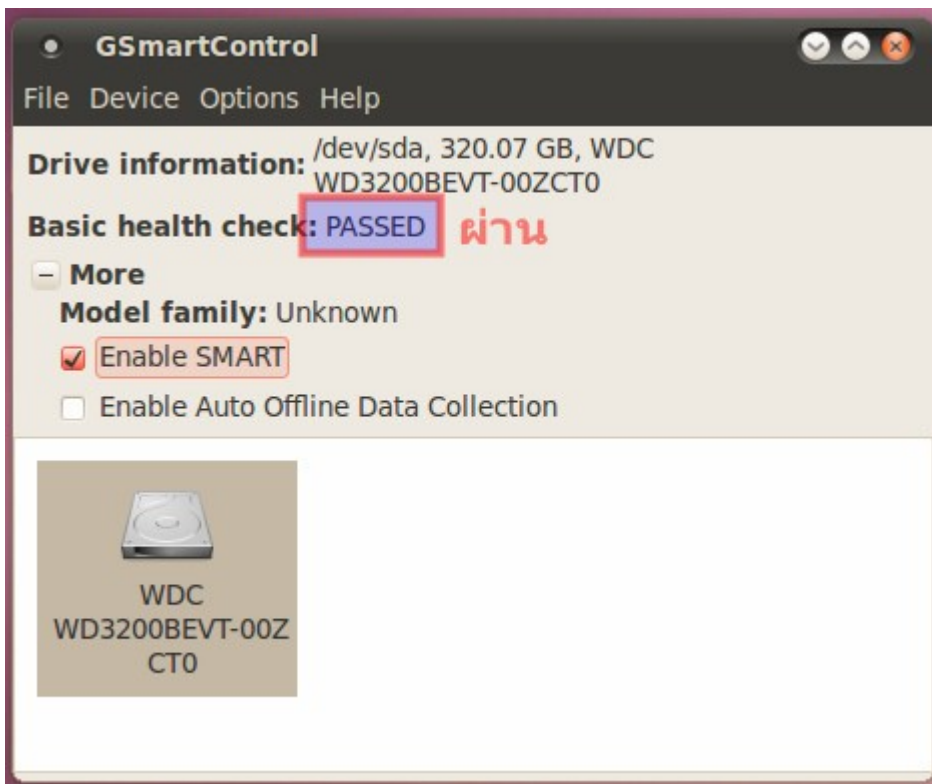 GSmartControl
File Device Options Help
Drive information: /dev/sda, 320.07 GB, WDC
WD3200BEVT-00ZCT0
Basic health check: PASSED ผ่าน
More
Model family: Unknown
Enable SMART
Enable Auto Offline Data Collection
WDC
WD3200BEVT-00Z
CT0